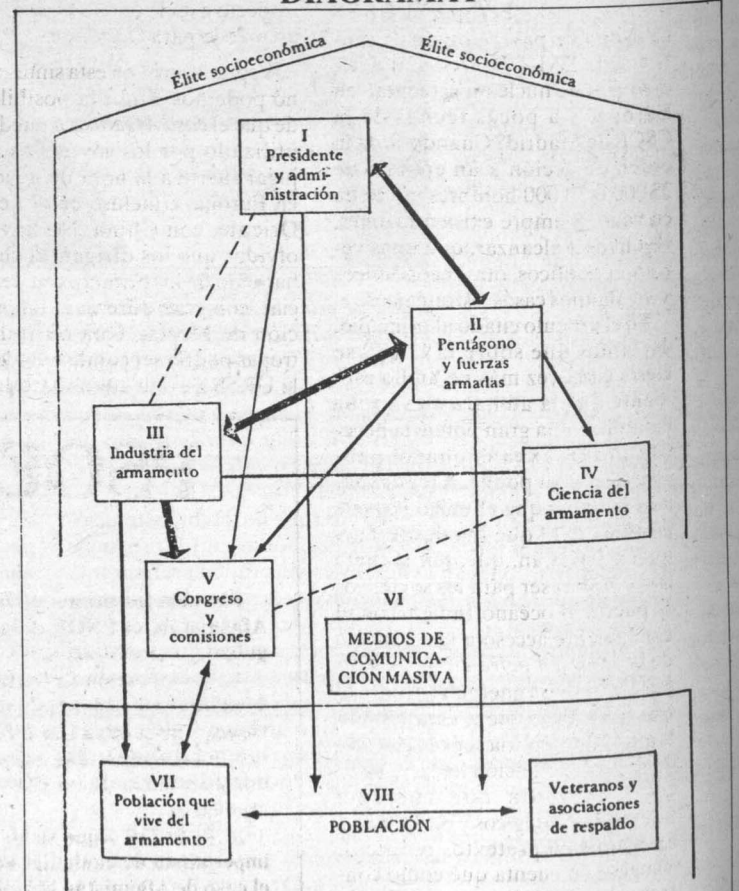 DIAGRAMA
Élite socioeconómica
Élite socioeconómica
I
Presidente
y admi-
nistración
II
Pentágono
y fuerzas
armadas
III
Industria del
armamento
IV
Ciencia del
armamento
V
Congreso
comisiones
VI
MEDIOS DE
COMUNICA-
CIÓN MASIVA
VII
Población que
vive del
armamento
VIII
POBLACIÓN
Veteranos y
asociaciones
de respaldo